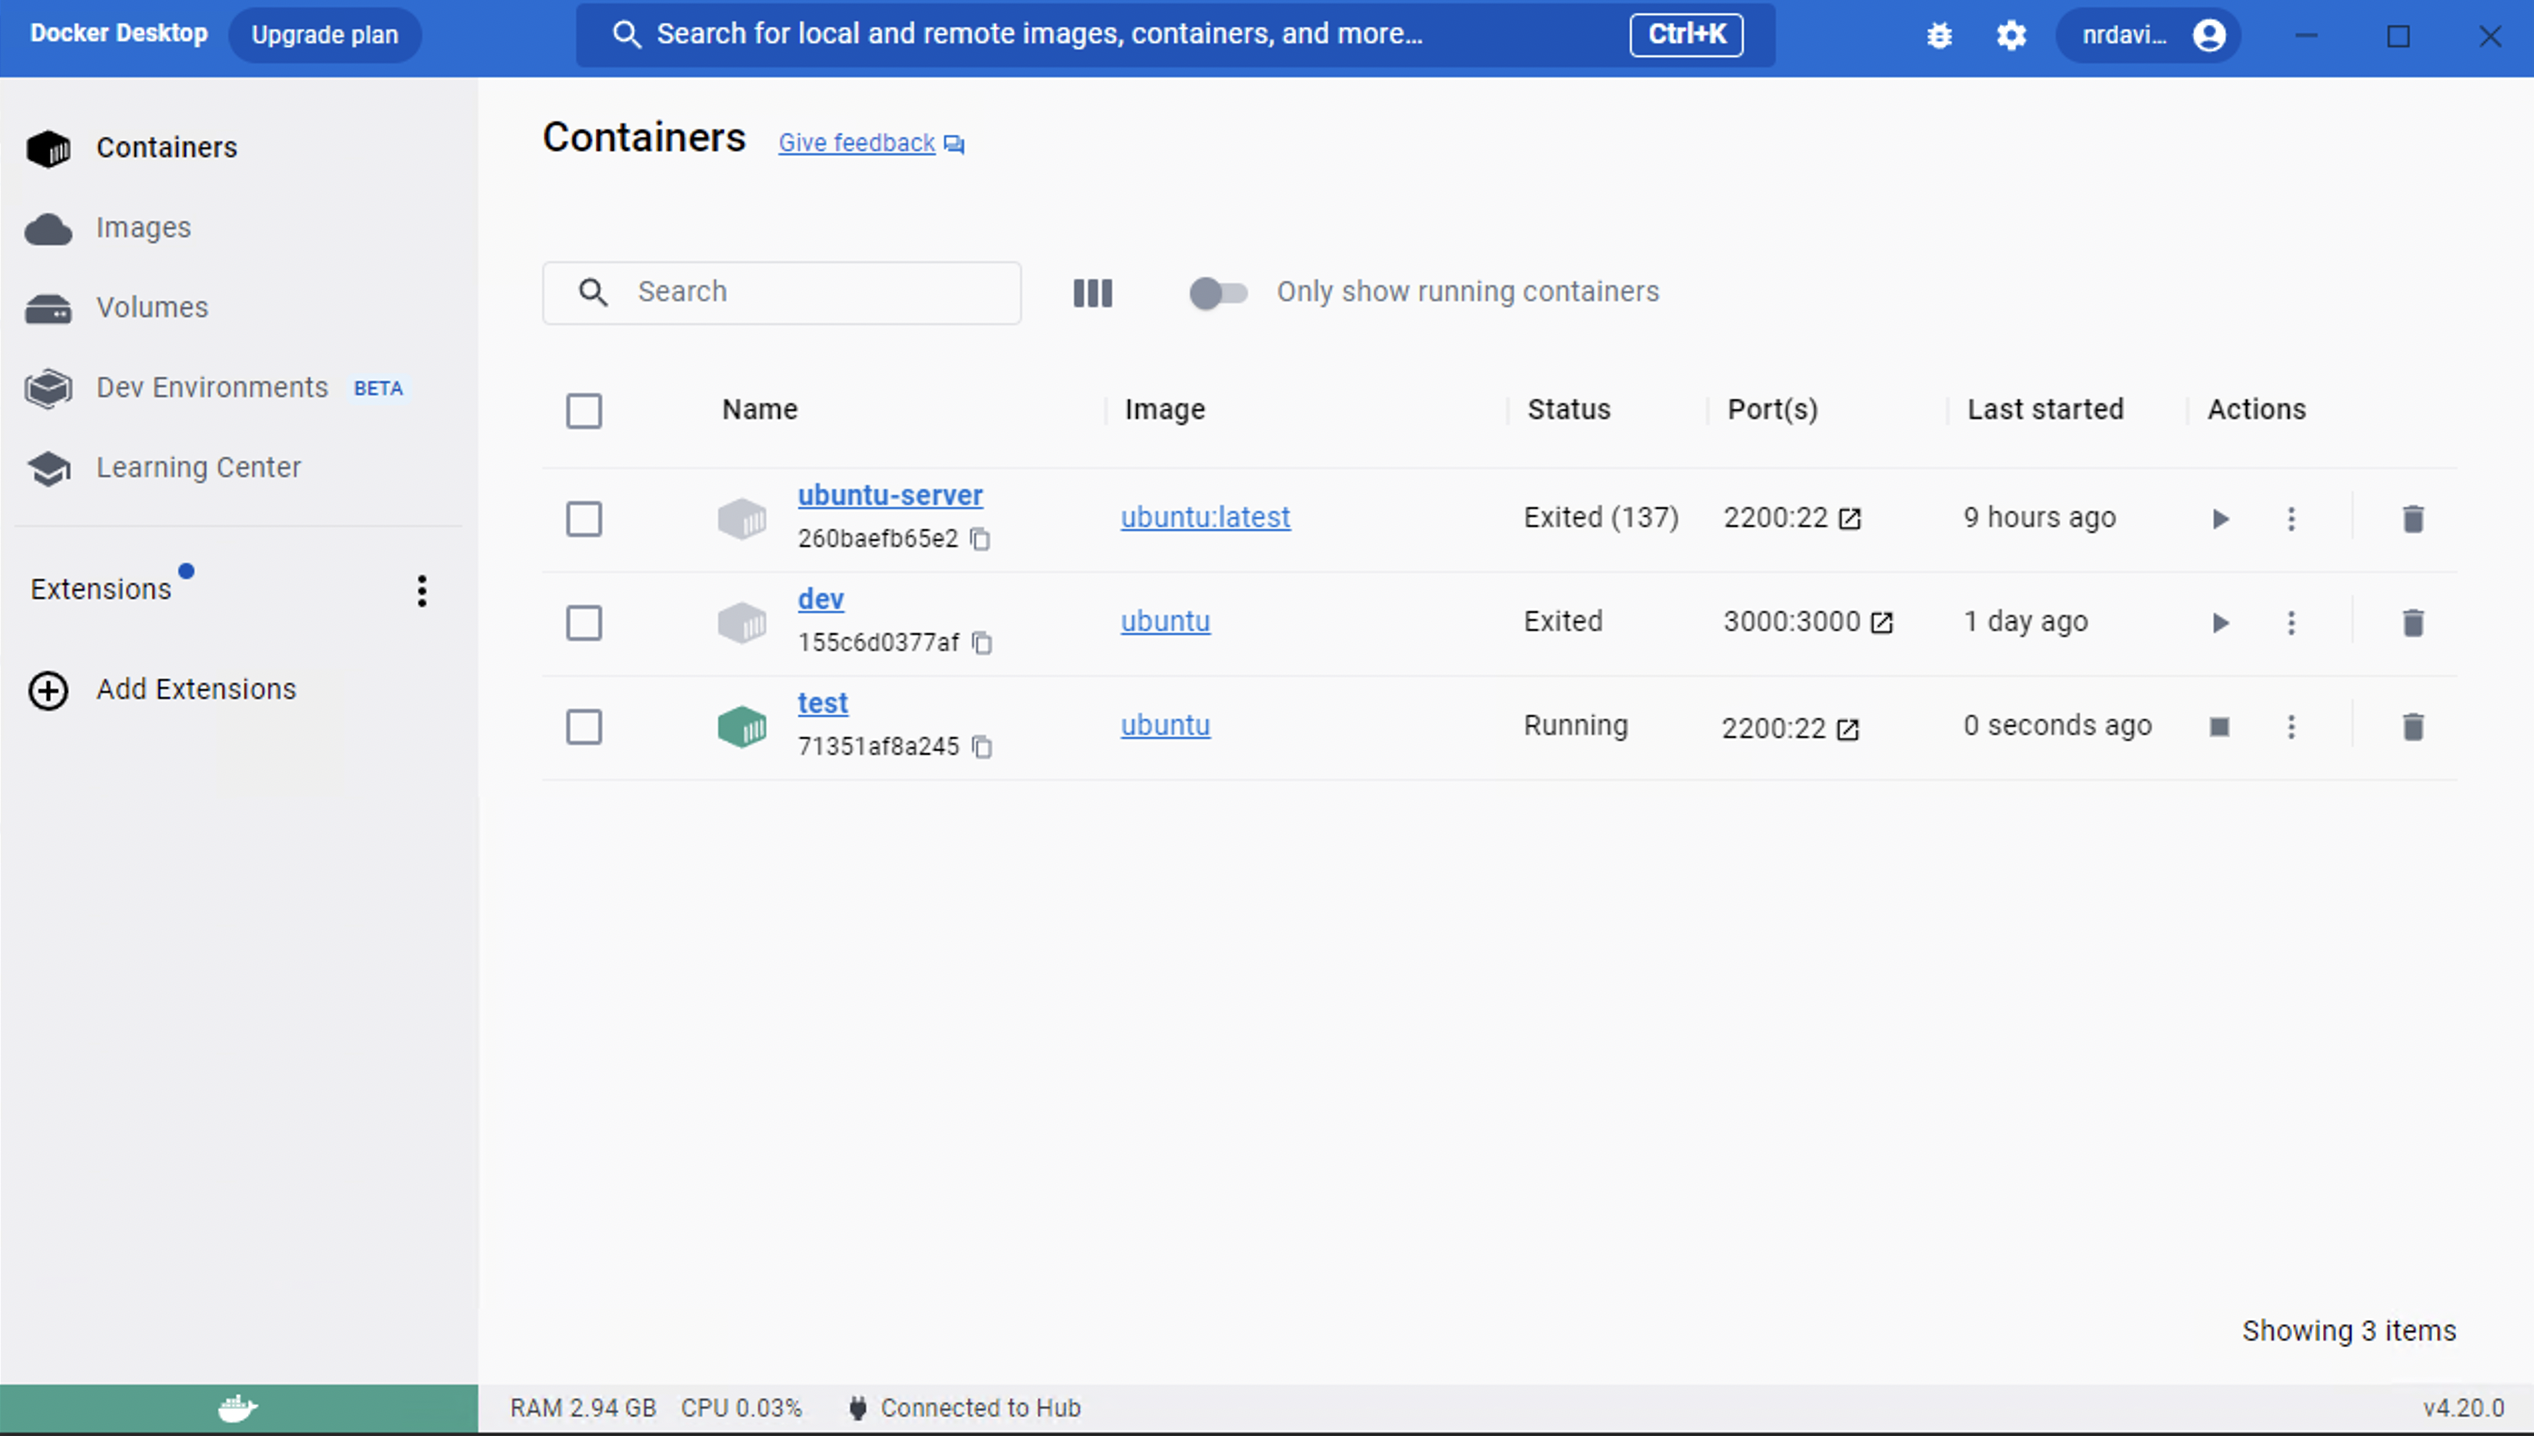 Docker Desktop Upgrade plan Search for local and remote images, containers, and more... Ctrl+K nrdavi...
Containers
Images
Volumes
Dev Environments BETA
Learning Center
Extensions
Add Extensions
Containers Give feedback
Search Only show running containers
Name Image Status Port(s) Last started Actions
ubuntu-server
260baefb65e2 ubuntu:latest Exited (137) 2200:22 9 hours ago
dev
155c6d0377af ubuntu Exited 3000:3000 1 day ago
test
71351af8a245 ubuntu Running 2200:22 0 seconds ago
Showing 3 items
RAM 2.94 GB CPU 0.03% Connected to Hub v4.20.0